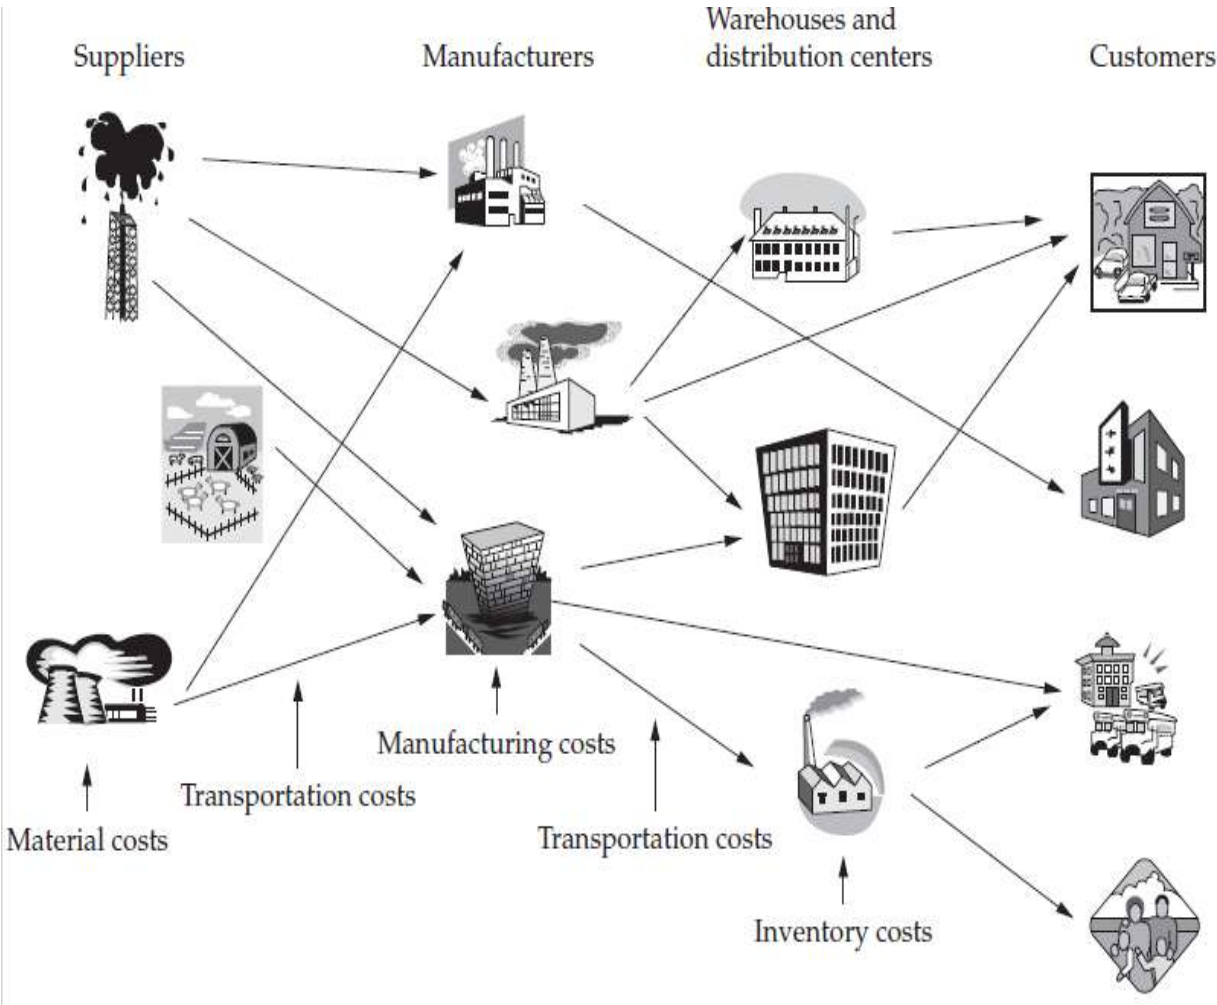 Suppliers
Manufacturers
Warehouses and
distribution centers
Customers
Manufacturing costs
Transportation costs
Material costs
Transportation costs
Inventory costs